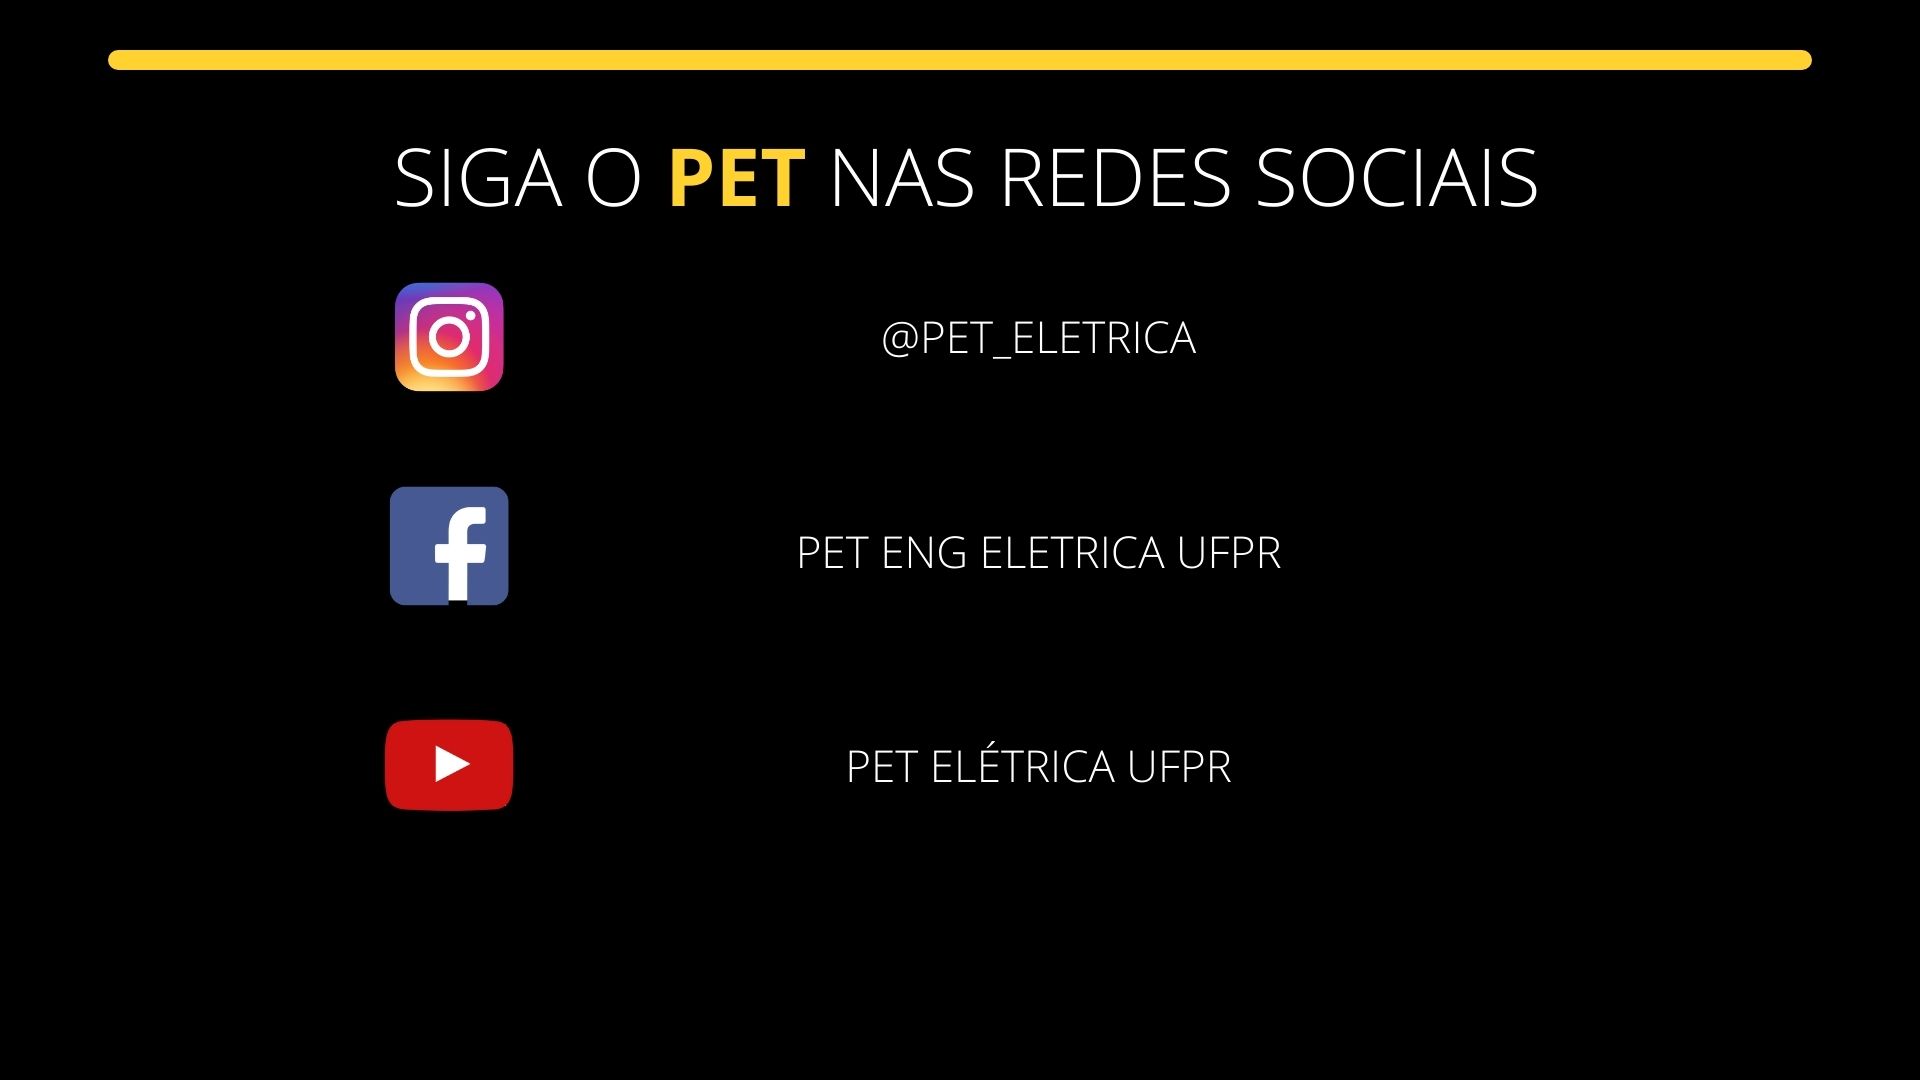 SIGA O PET NAS REDES SOCIAIS
@PET_ELETRICA
PET ENG ELETRICA UFPR
PET ELÉTRICA UFPR